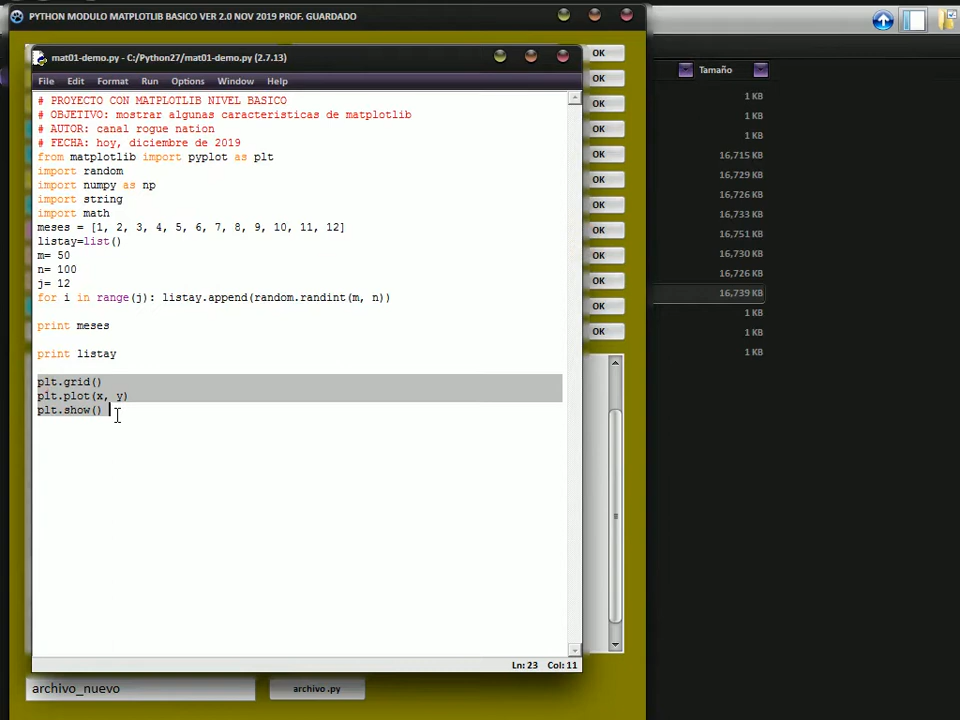 PYTHON MODULO MATPLOTLIB BASICO VER 2.0 NOV 2019 PROF. GUARDADO
mat01-demo.py - C:/Python27/mat01-demo.py (2.7.13)
File Edit Format Run Options Window Help
# PROYECTO CON MATPLOTLIB NIVEL BASICO
# OBJETIVO: mostrar algunas caracteristicas de matplotlib
# AUTOR: canal rogue nation
# FECHA: hoy, diciembre de 2019
from matplotlib import pyplot as plt
import random
import numpy as np
import string
import math
meses = [1, 2, 3, 4, 5, 6, 7, 8, 9, 10, 11, 12]
listay=list()
m= 50
n= 100
j= 12
for i in range(j): listay.append(random.randint(m, n))
print meses
print listay
plt.grid()
plt.plot(x, y)
plt.show()
Ln: 23 Col: 11
archivo_nuevo
archivo .py
OK
OK
OK
OK
OK
OK
OK
OK
OK
OK
OK
OK
Tamaño
1 KB
1 KB
1 KB
16,715 KB
16,729 KB
16,726 KB
16,733 KB
16,751 KB
16,730 KB
16,726 KB
16,739 KB
1 KB
1 KB
1 KB